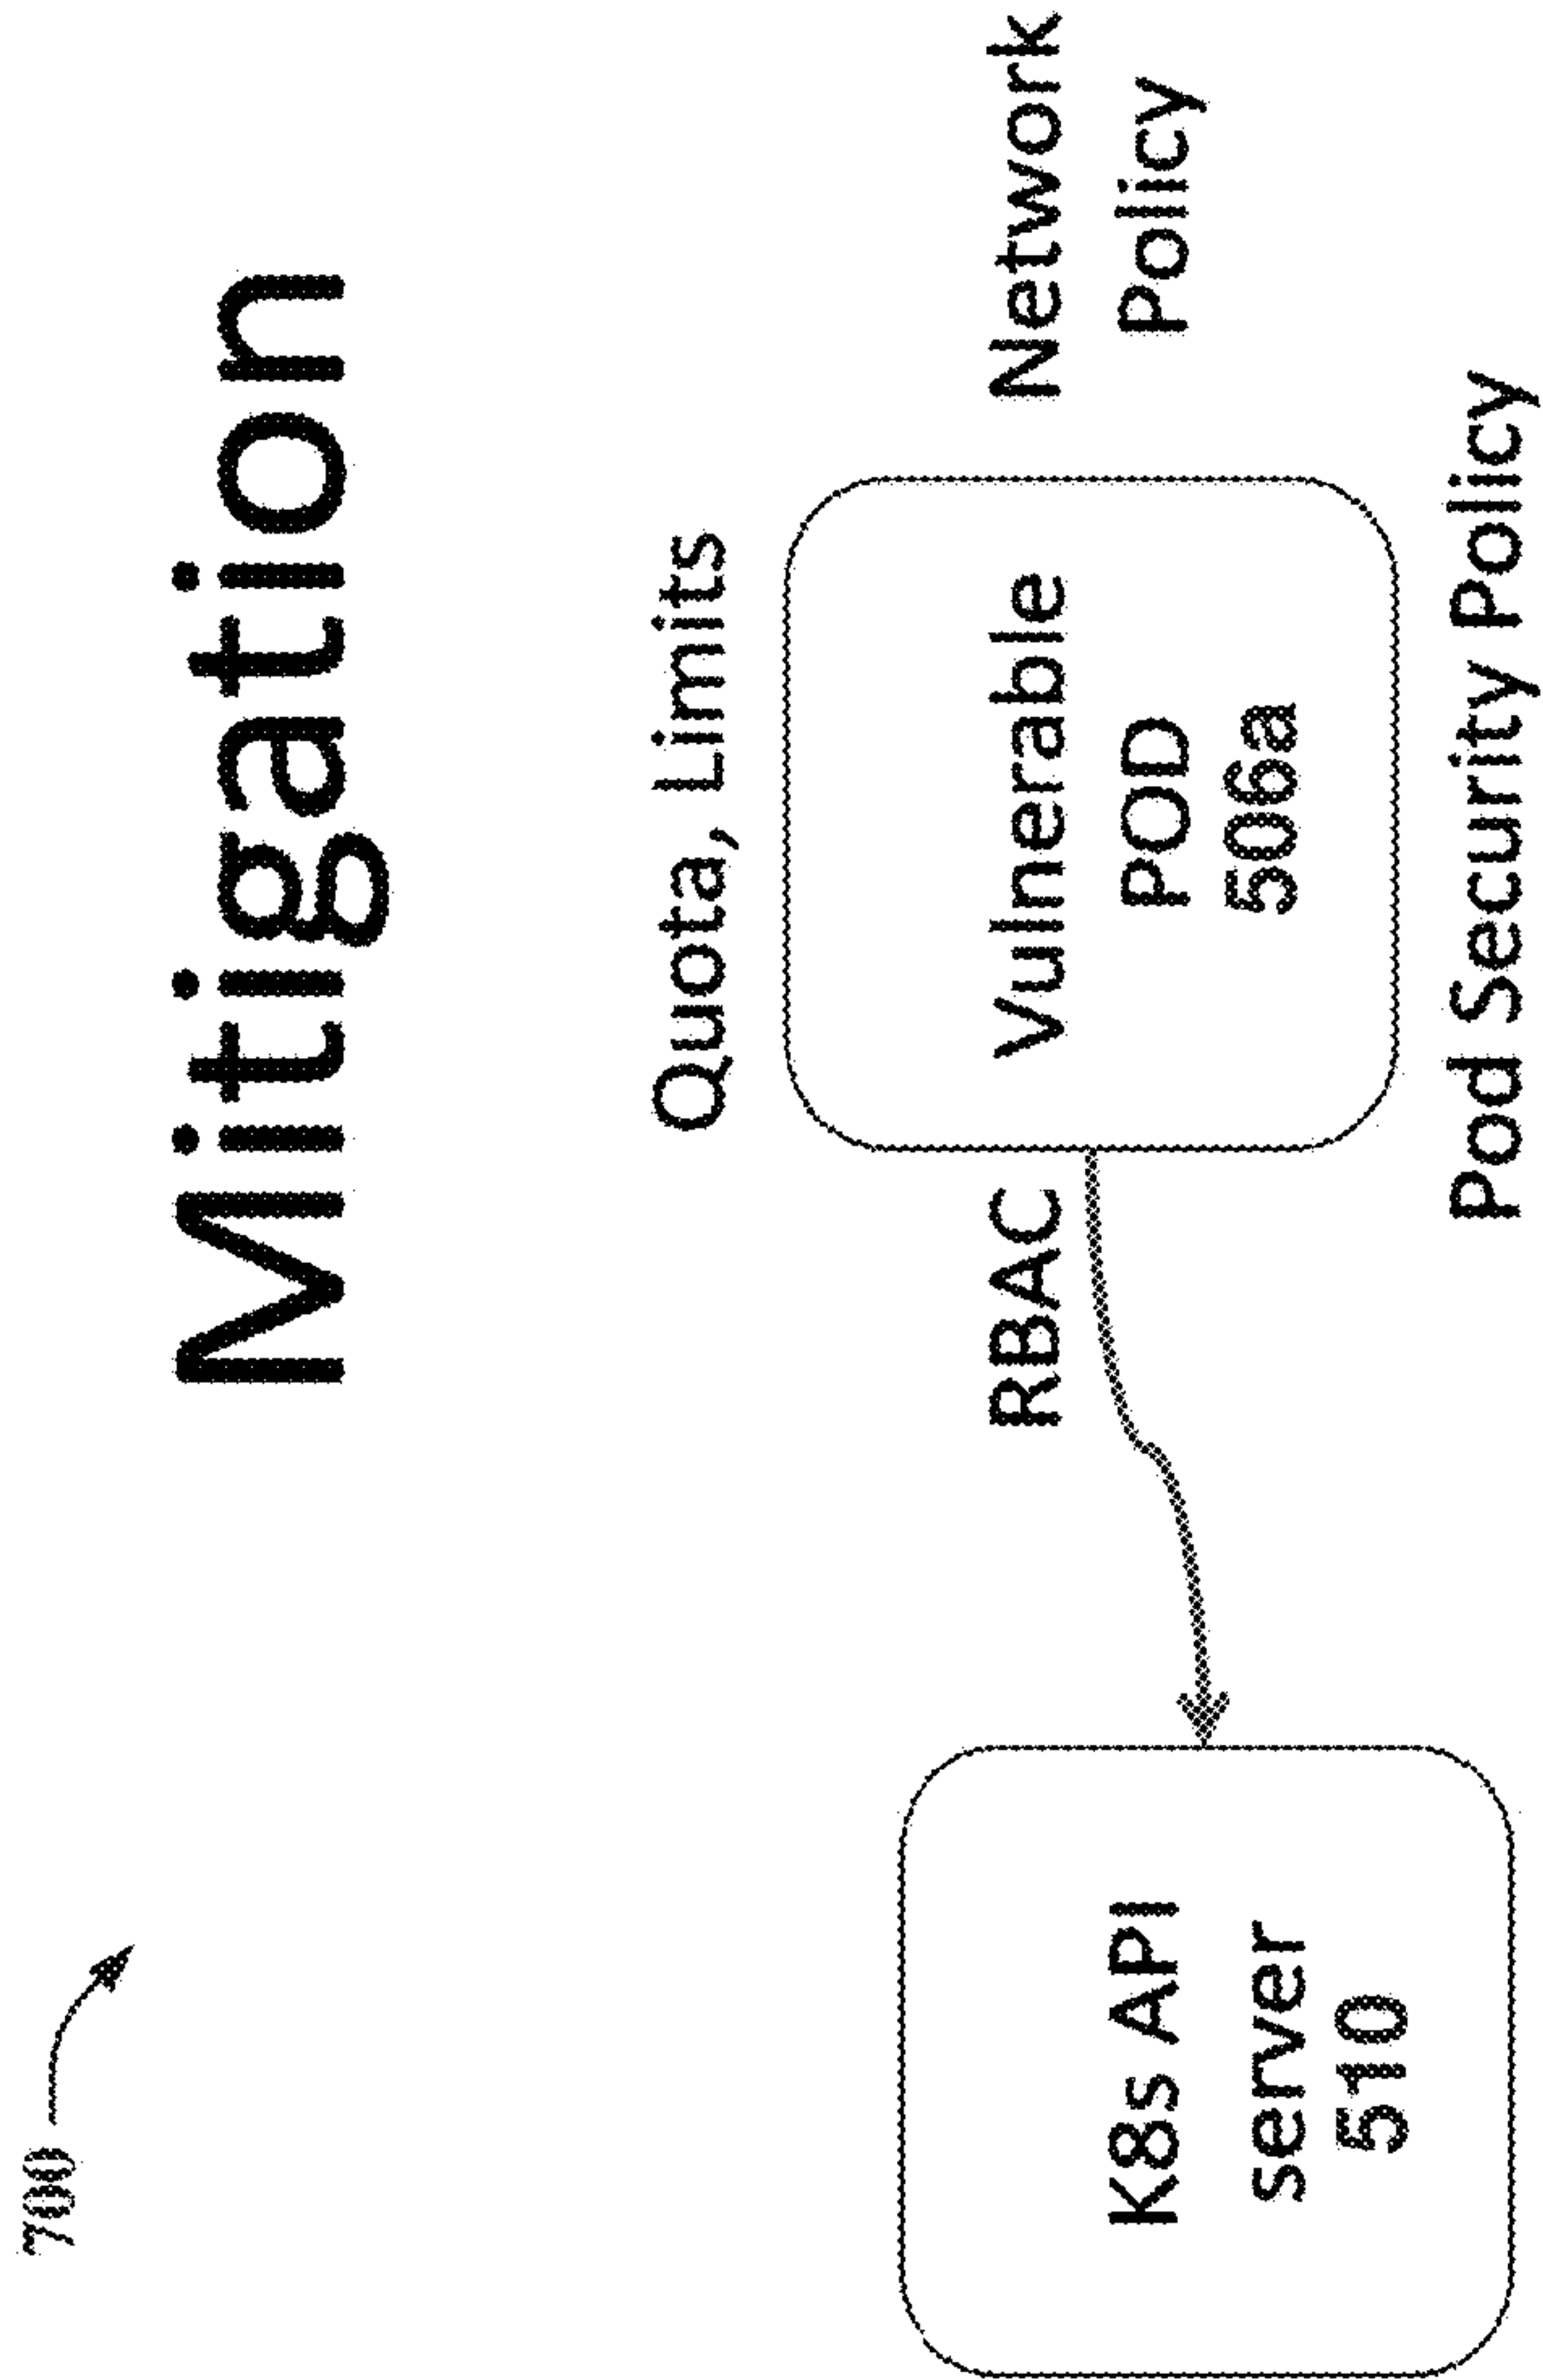 700
Mitigation
Quota, Limits
K8s API
server
510
RBAC
Vulnerable
POD
506a
Network
Policy
Pod Security Policy